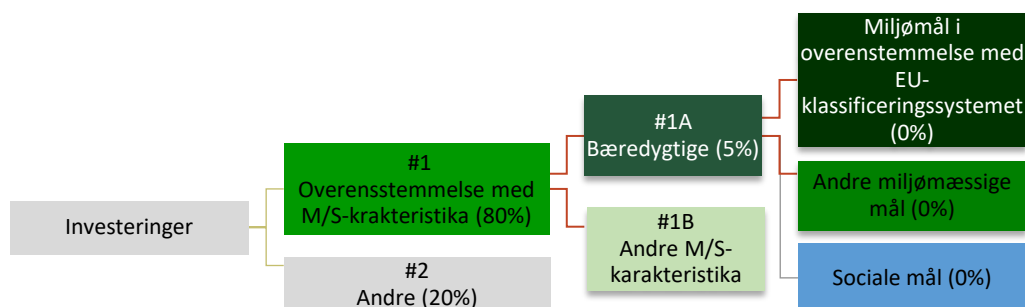 Investeringer
#1
Overensstemmelse med
M/S-krakteristika (80%)
#2
Andre (20%)
#1A
Bæredygtige (5%)
#1B
Andre M/S-
karakteristika
Miljømål i
overenstemmelse med
EU-
klassificeringssystemet
(0%)
Andre miljømæssige
mål (0%)
Sociale mål (0%)